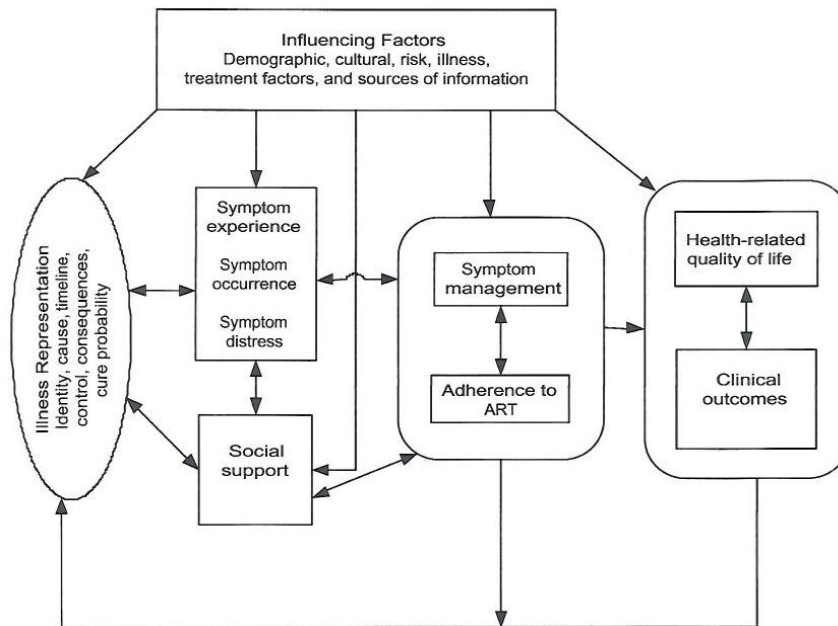 Influencing Factors
Demographic, cultural, risk, illness,
treatment factors, and sources of information
Illness Representation
Identity, cause, timeline,
control, consequences,
cure probability
Symptom
experience
Symptom
occurrence
Symptom
distress
Social
support
Symptom
management
Adherence to
ART
Health-related
quality of life
Clinical
outcomes